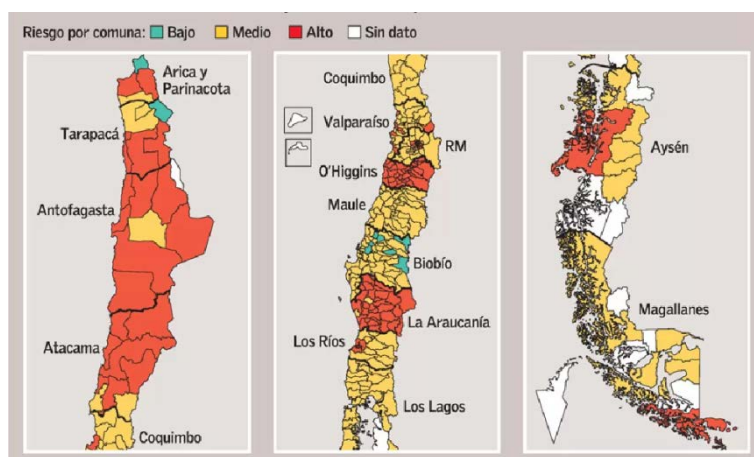 Riesgo por comuna: Bajo Medio Alto Sin dato
Arica y
Parinacota
Tarapacá
Antofagasta
Atacama
Coquimbo
Coquimbo
Valparaíso
RM
O'Higgins
Maule
Biobío
La Araucanía
Los Ríos
Los Lagos
Aysén
Magallanes